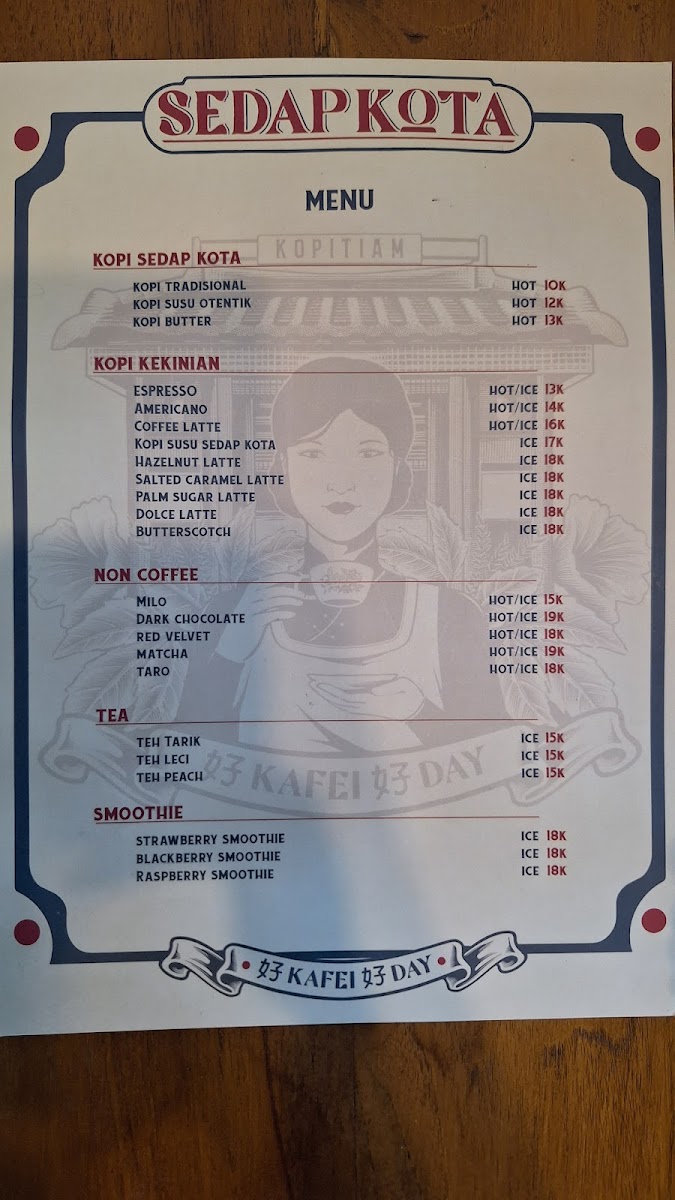 SEDAPKOTA
MENU
KOPITIAM
KOPI SEDAP KOTA
KOPI TRADISIONAL HOT 10K
KOPI SUSU OTENTIK HOT 12K
KOPI BUTTER HOT 13K
KOPI KEKINIAN
ESPRESSO HOT/ICE 13K
AMERICANO HOT/ICE 14K
COFFEE LATTE HOT/ICE 16K
KOPI SUSU SEDAP KOTA ICE 17K
HAZELNUT LATTE ICE 18K
SALTED CARAMEL LATTE ICE 18K
PALM SUGAR LATTE ICE 18K
DOLCE LATTE ICE 18K
BUTTERSCOTCH ICE 18K
NON COFFEE
MILO HOT/ICE 15K
DARK CHOCOLATE HOT/ICE 19K
RED VELVET HOT/ICE 18K
MATCHA HOT/ICE 19K
TARO HOT/ICE 18K
TEA
TEH TARIK ICE 15K
TEH LECI ICE 15K
TEH PEACH ICE 15K
好 KAFEI 好 DAY
SMOOTHIE
STRAWBERRY SMOOTHIE ICE 18K
BLACKBERRY SMOOTHIE ICE 18K
RASPBERRY SMOOTHIE ICE 18K
好 KAFEI 好 DAY